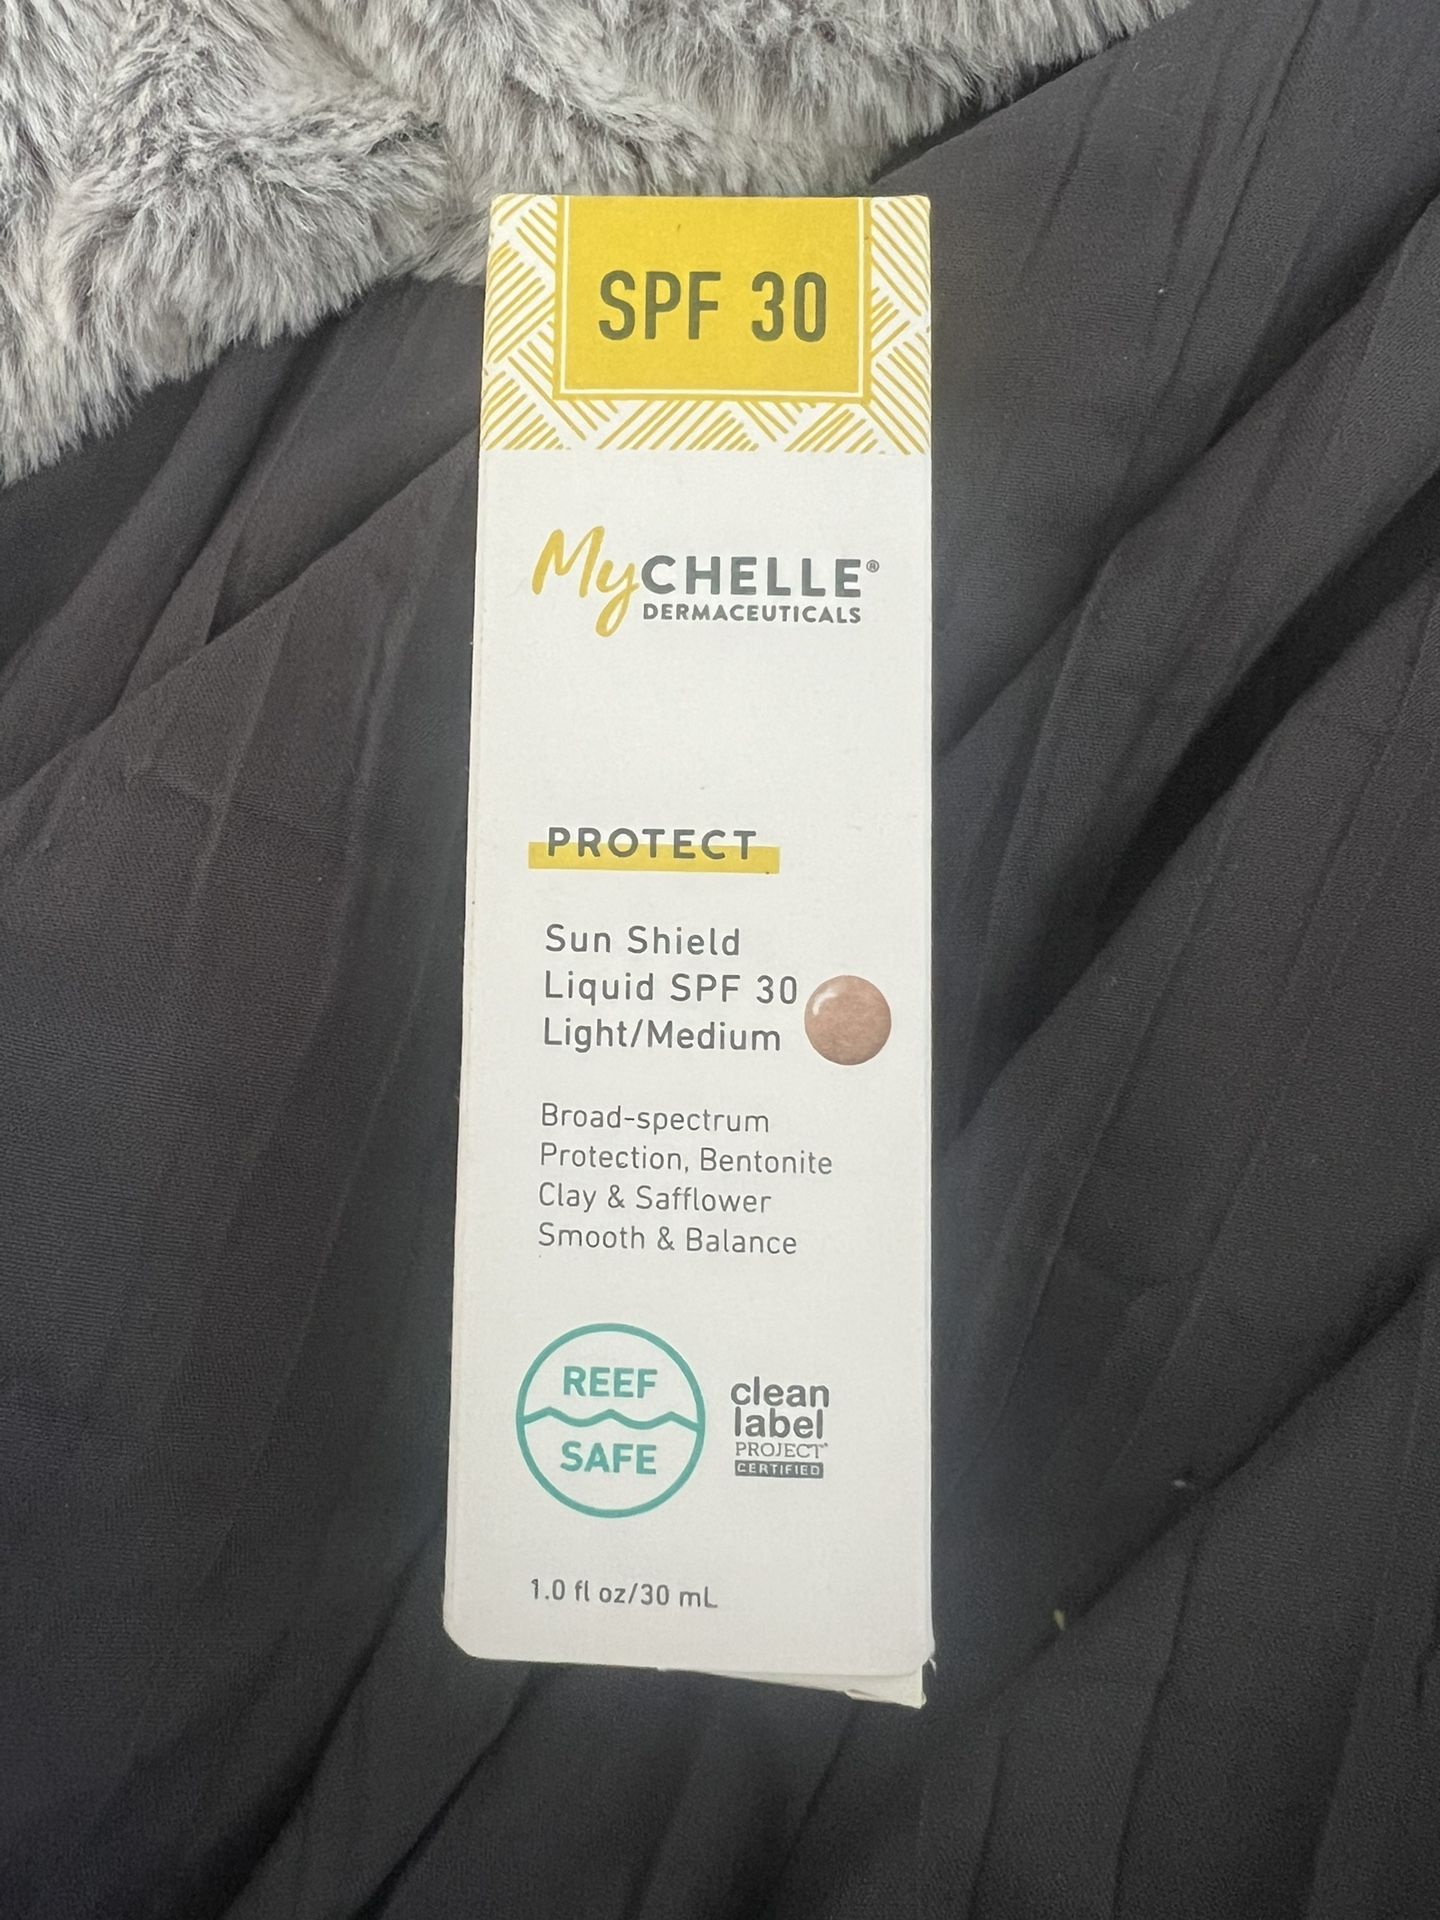 SPF 30
MyCHELLE®
DERMACEUTICALS
PROTECT
Sun Shield
Liquid SPF 30
Light/Medium
Broad-spectrum
Protection, Bentonite
Clay & Safflower
Smooth & Balance
REEF
SAFE
clean
label
PROJECT®
CERTIFIED
1.0 fl oz/30 mL